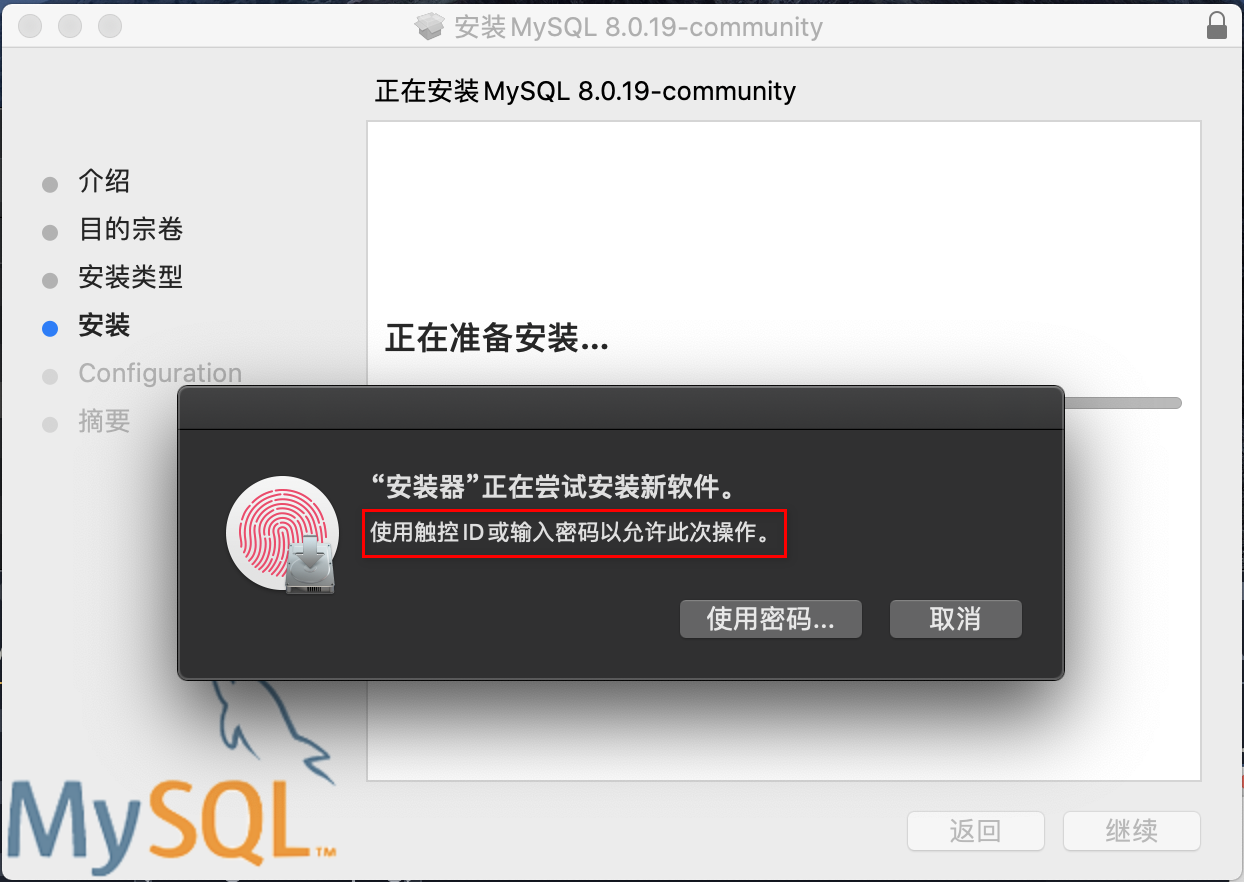 安装MySQL 8.0.19-community
正在安装MySQL 8.0.19-community
介绍
目的宗卷
安装类型
安装
Configuration
摘要
正在准备安装...
“安装器”正在尝试安装新软件。
使用触控 ID 或输入密码以允许此次操作。
使用密码...
取消
MySQL™
返回
继续